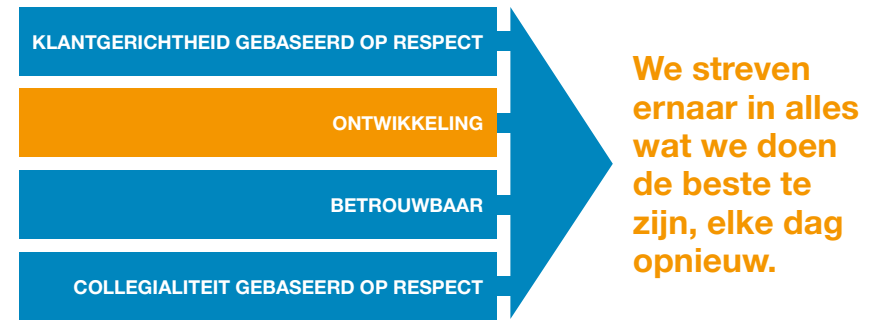 KLANTGERICHTHEID GEBASEERD OP RESPECT
ONTWIKKELING
BETROUWBAAR
COLLEGIALITEIT GEBASEERD OP RESPECT
We streven
ernaar in alles
wat we doen
de beste te
zijn, elke dag
opnieuw.